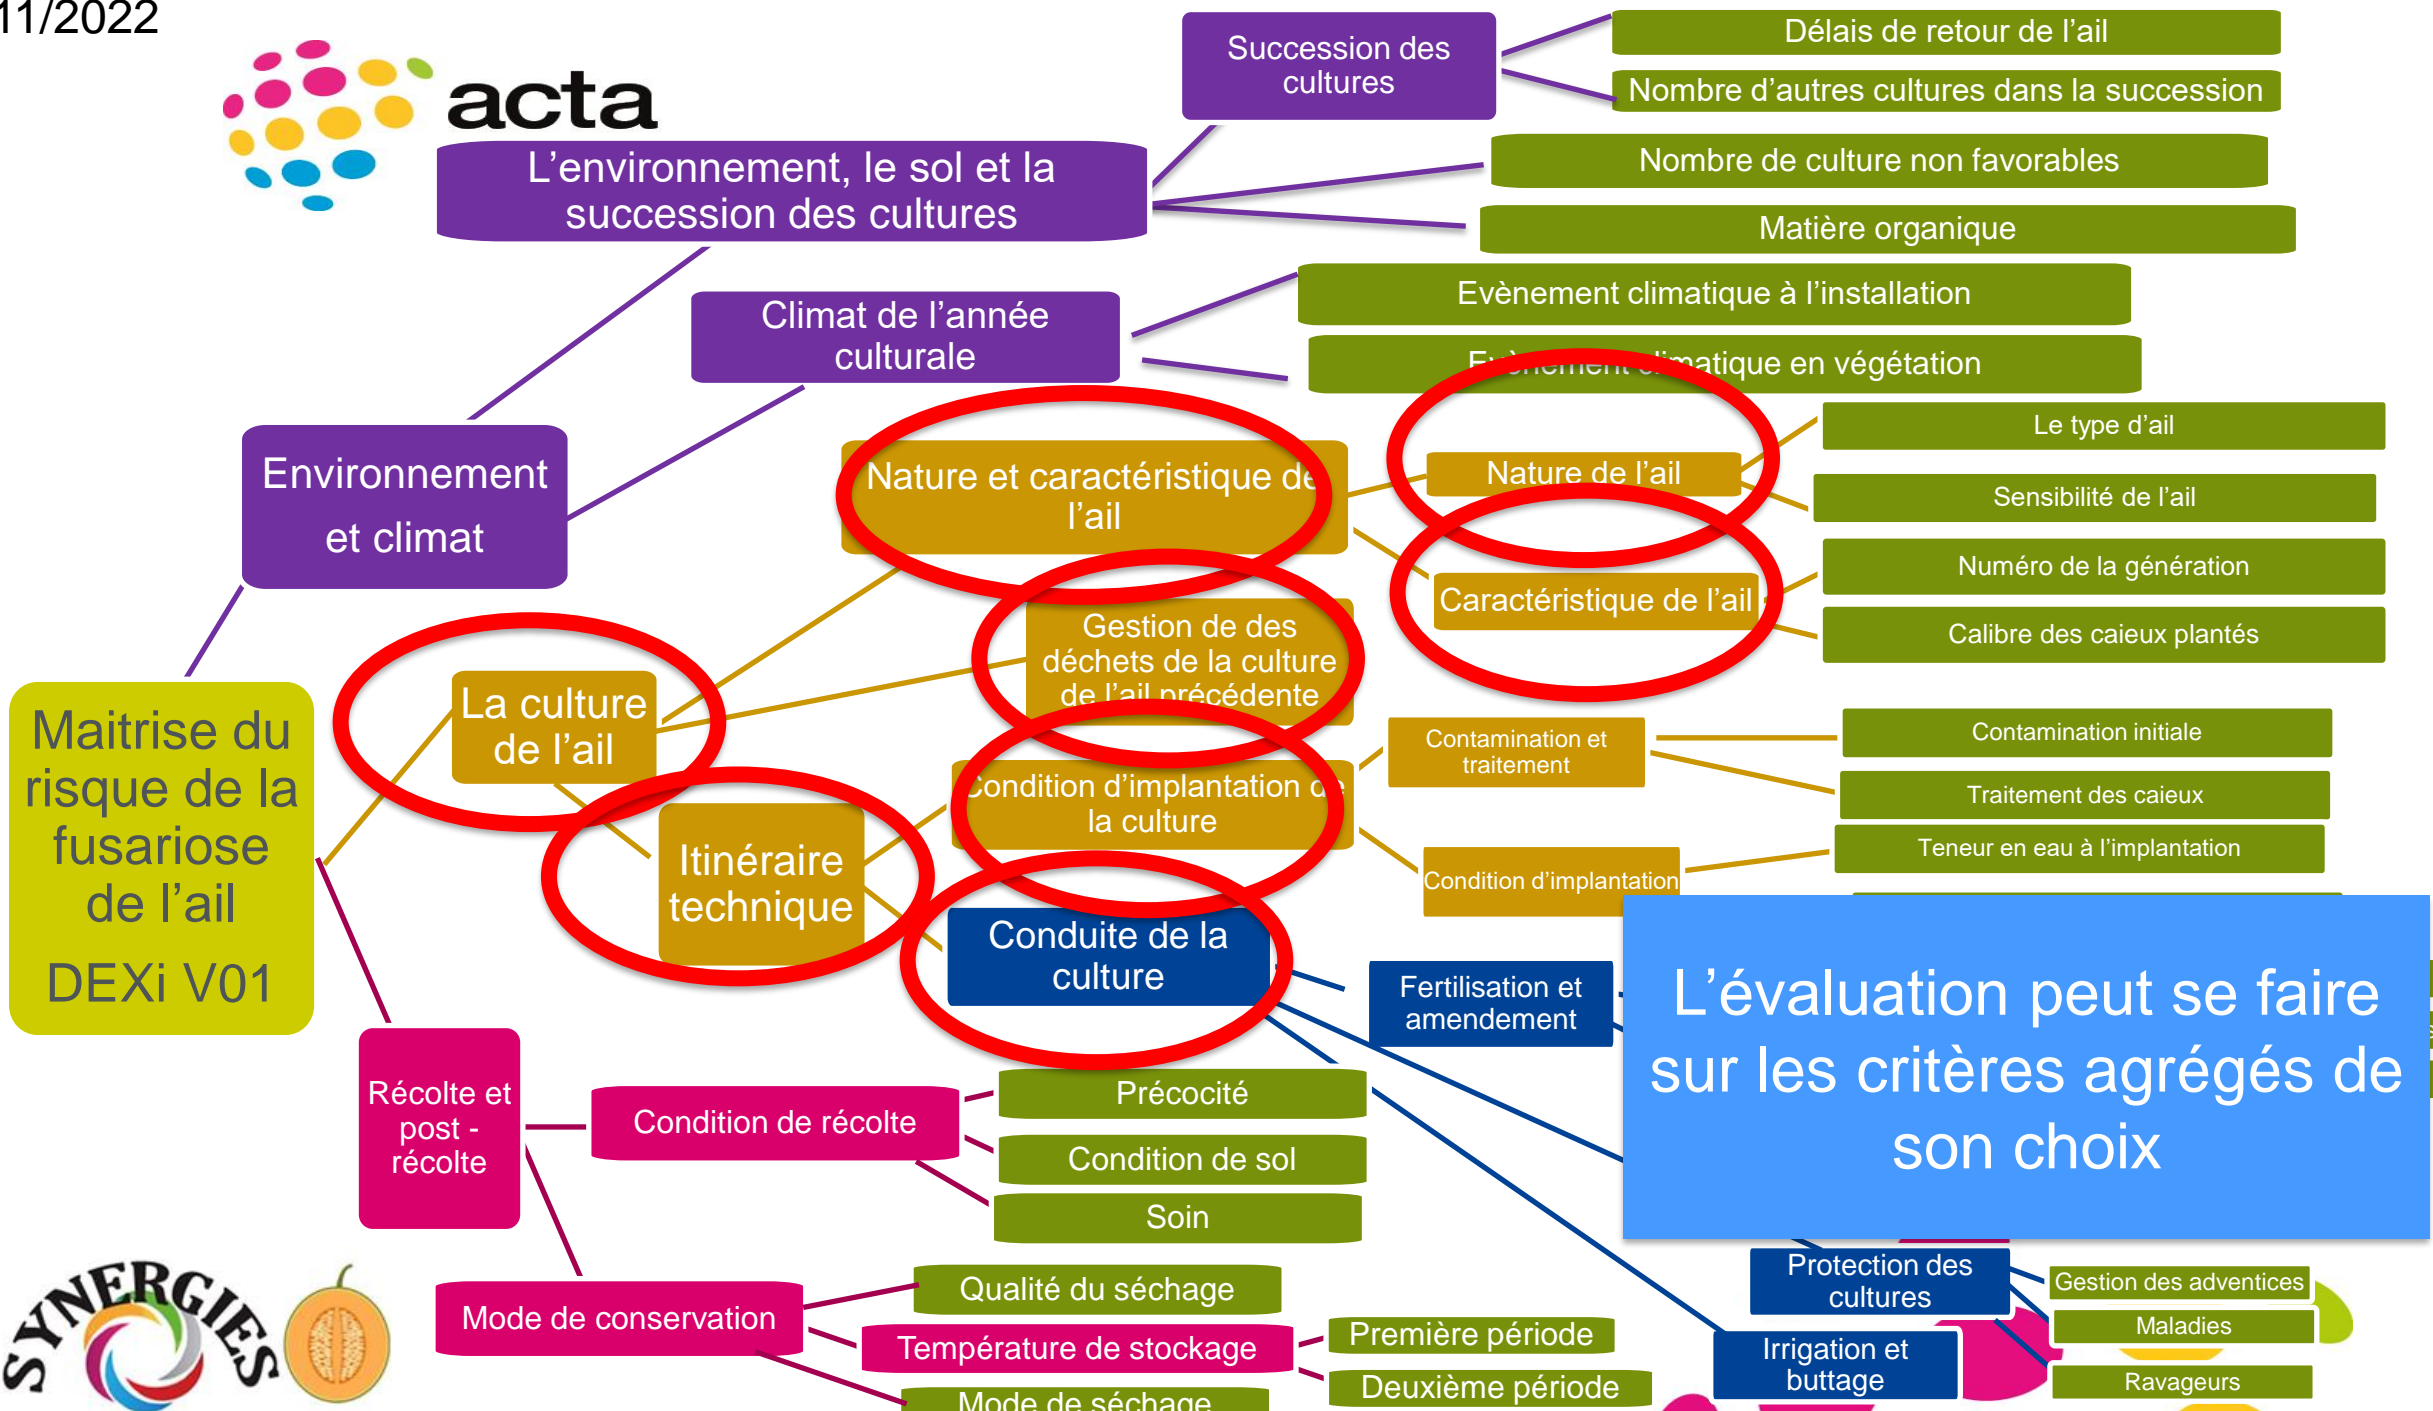 11/2022
acta
Succession des
cultures
Délais de retour de l'ail
Nombre d'autres cultures dans la succession
L'environnement, le sol et la
succession des cultures
Nombre de culture non favorables
Matière organique
Climat de l'année
culturale
Evènement climatique à l'installation
Evènement climatique en végétation
Environnement
et climat
Nature et caractéristique de
l'ail
Nature de l'ail
Le type d'ail
Sensibilité de l'ail
Caractéristique de l'ail
Numéro de la génération
Calibre des caieux plantés
Gestion de des
déchets de la culture
de l'ail précédente
La culture
de l'ail
Maitrise du
risque de la
fusariose
de l'ail
DEXi V01
Contamination et
traitement
Contamination initiale
Traitement des caieux
Condition d'implantation de
la culture
Teneur en eau à l'implantation
Itinéraire
technique
Condition d'implantation
Conduite de la
culture
Fertilisation et
amendement
L'évaluation peut se faire
sur les critères agrégés de
son choix
Récolte et
post -
récolte
Condition de récolte
Précocité
Condition de sol
Soin
Mode de conservation
Qualité du séchage
Température de stockage
Première période
Deuxième période
Mode de séchage
Protection des
cultures
Gestion des adventices
Maladies
Ravageurs
Irrigation et
buttage
SYNERGIES